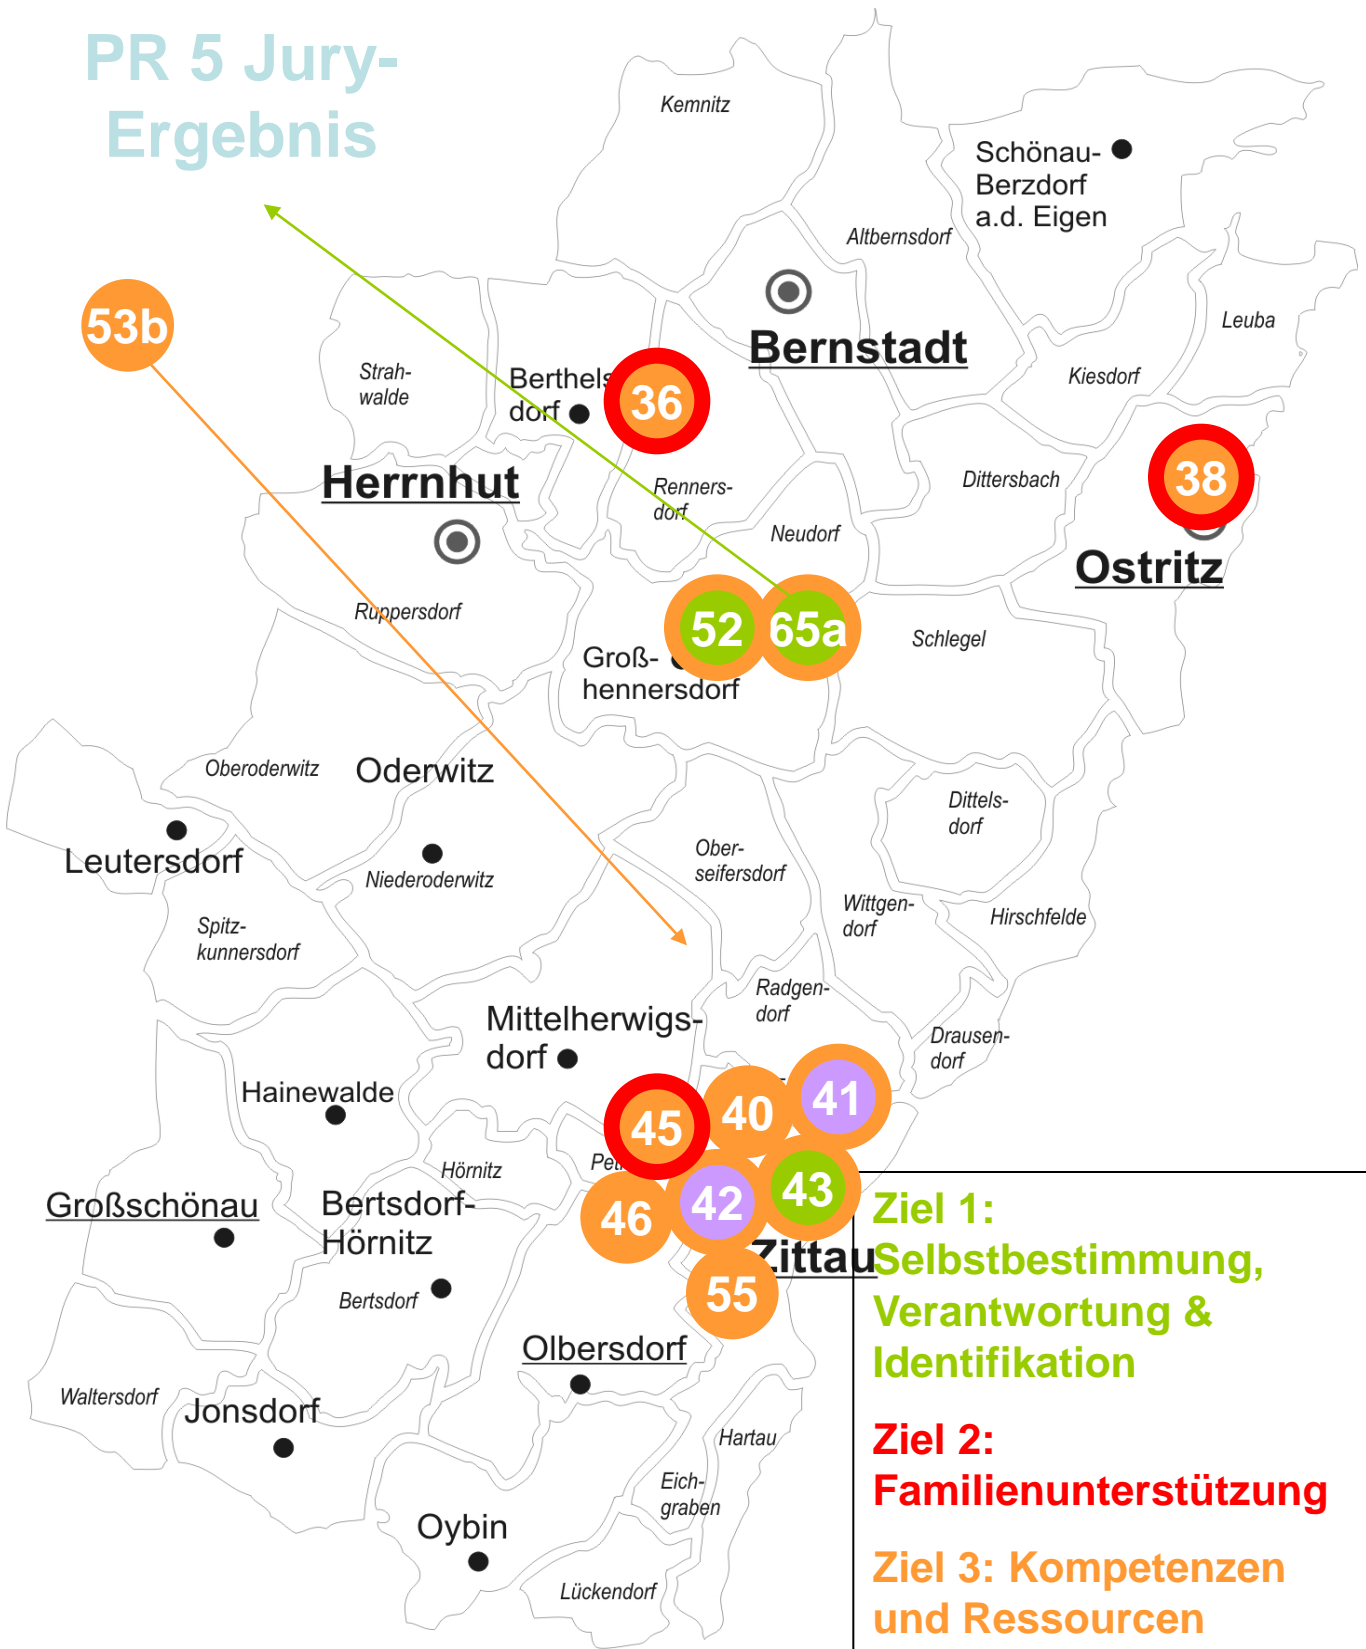 PR 5 Jury-
Ergebnis
Kemnitz
Schönau-
Berzdorf
a.d. Eigen
Altbernsdorf
Leuba
53b
Bernstadt
Strah-
walde
Berthels
dorf
36
Kiesdorf
Herrnhut
Renners-
dorf
Dittersbach
38
Neudorf
Ostritz
Ruppersdorf
52
65a
Schlegel
Groß-
hennersdorf
Oberoderwitz
Oderwitz
Dittels-
dorf
Leutersdorf
Niederoderwitz
Ober-
seifersdorf
Wittgen-
dorf
Hirschfelde
Spitz-
kunnersdorf
Radgen-
dorf
Mittelherwigs-
dorf
Drausen-
dorf
Hainewalde
45
40
41
Hörnitz
Großschönau
Bertsdorf-
Hörnitz
46
42
43
Zittau
Bertsdorf
55
Olbersdorf
Waltersdorf
Jonsdorf
Hartau
Eich-
graben
Oybin
Lückendorf
Ziel 1:
Selbstbestimmung,
Verantwortung &
Identifikation
Ziel 2:
Familienunterstützung
Ziel 3: Kompetenzen
und Ressourcen